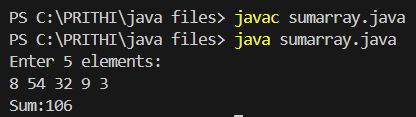 PS C:\PRITHI\java files> javac sumarray.java
PS C:\PRITHI\java files> java sumarray.java
Enter 5 elements:
8 54 32 9 3
Sum:106